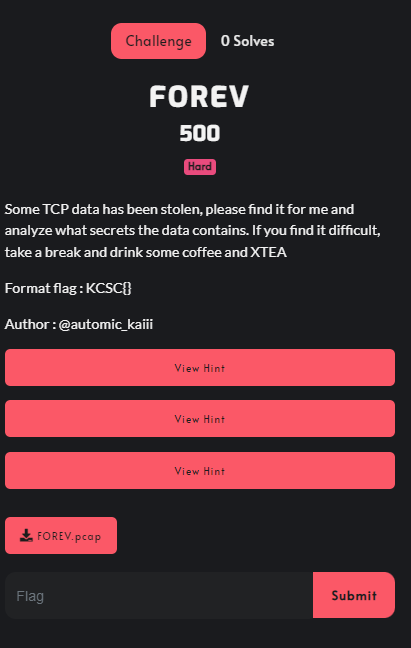 Challenge
0 Solves
FOREV
500
Hard
Some TCP data has been stolen, please find it for me and
analyze what secrets the data contains. If you find it difficult,
take a break and drink some coffee and XTEA
Format flag : KCSC{}
Author : @automic_kaiii
View Hint
View Hint
View Hint
FOREV.pcap
Flag
Submit